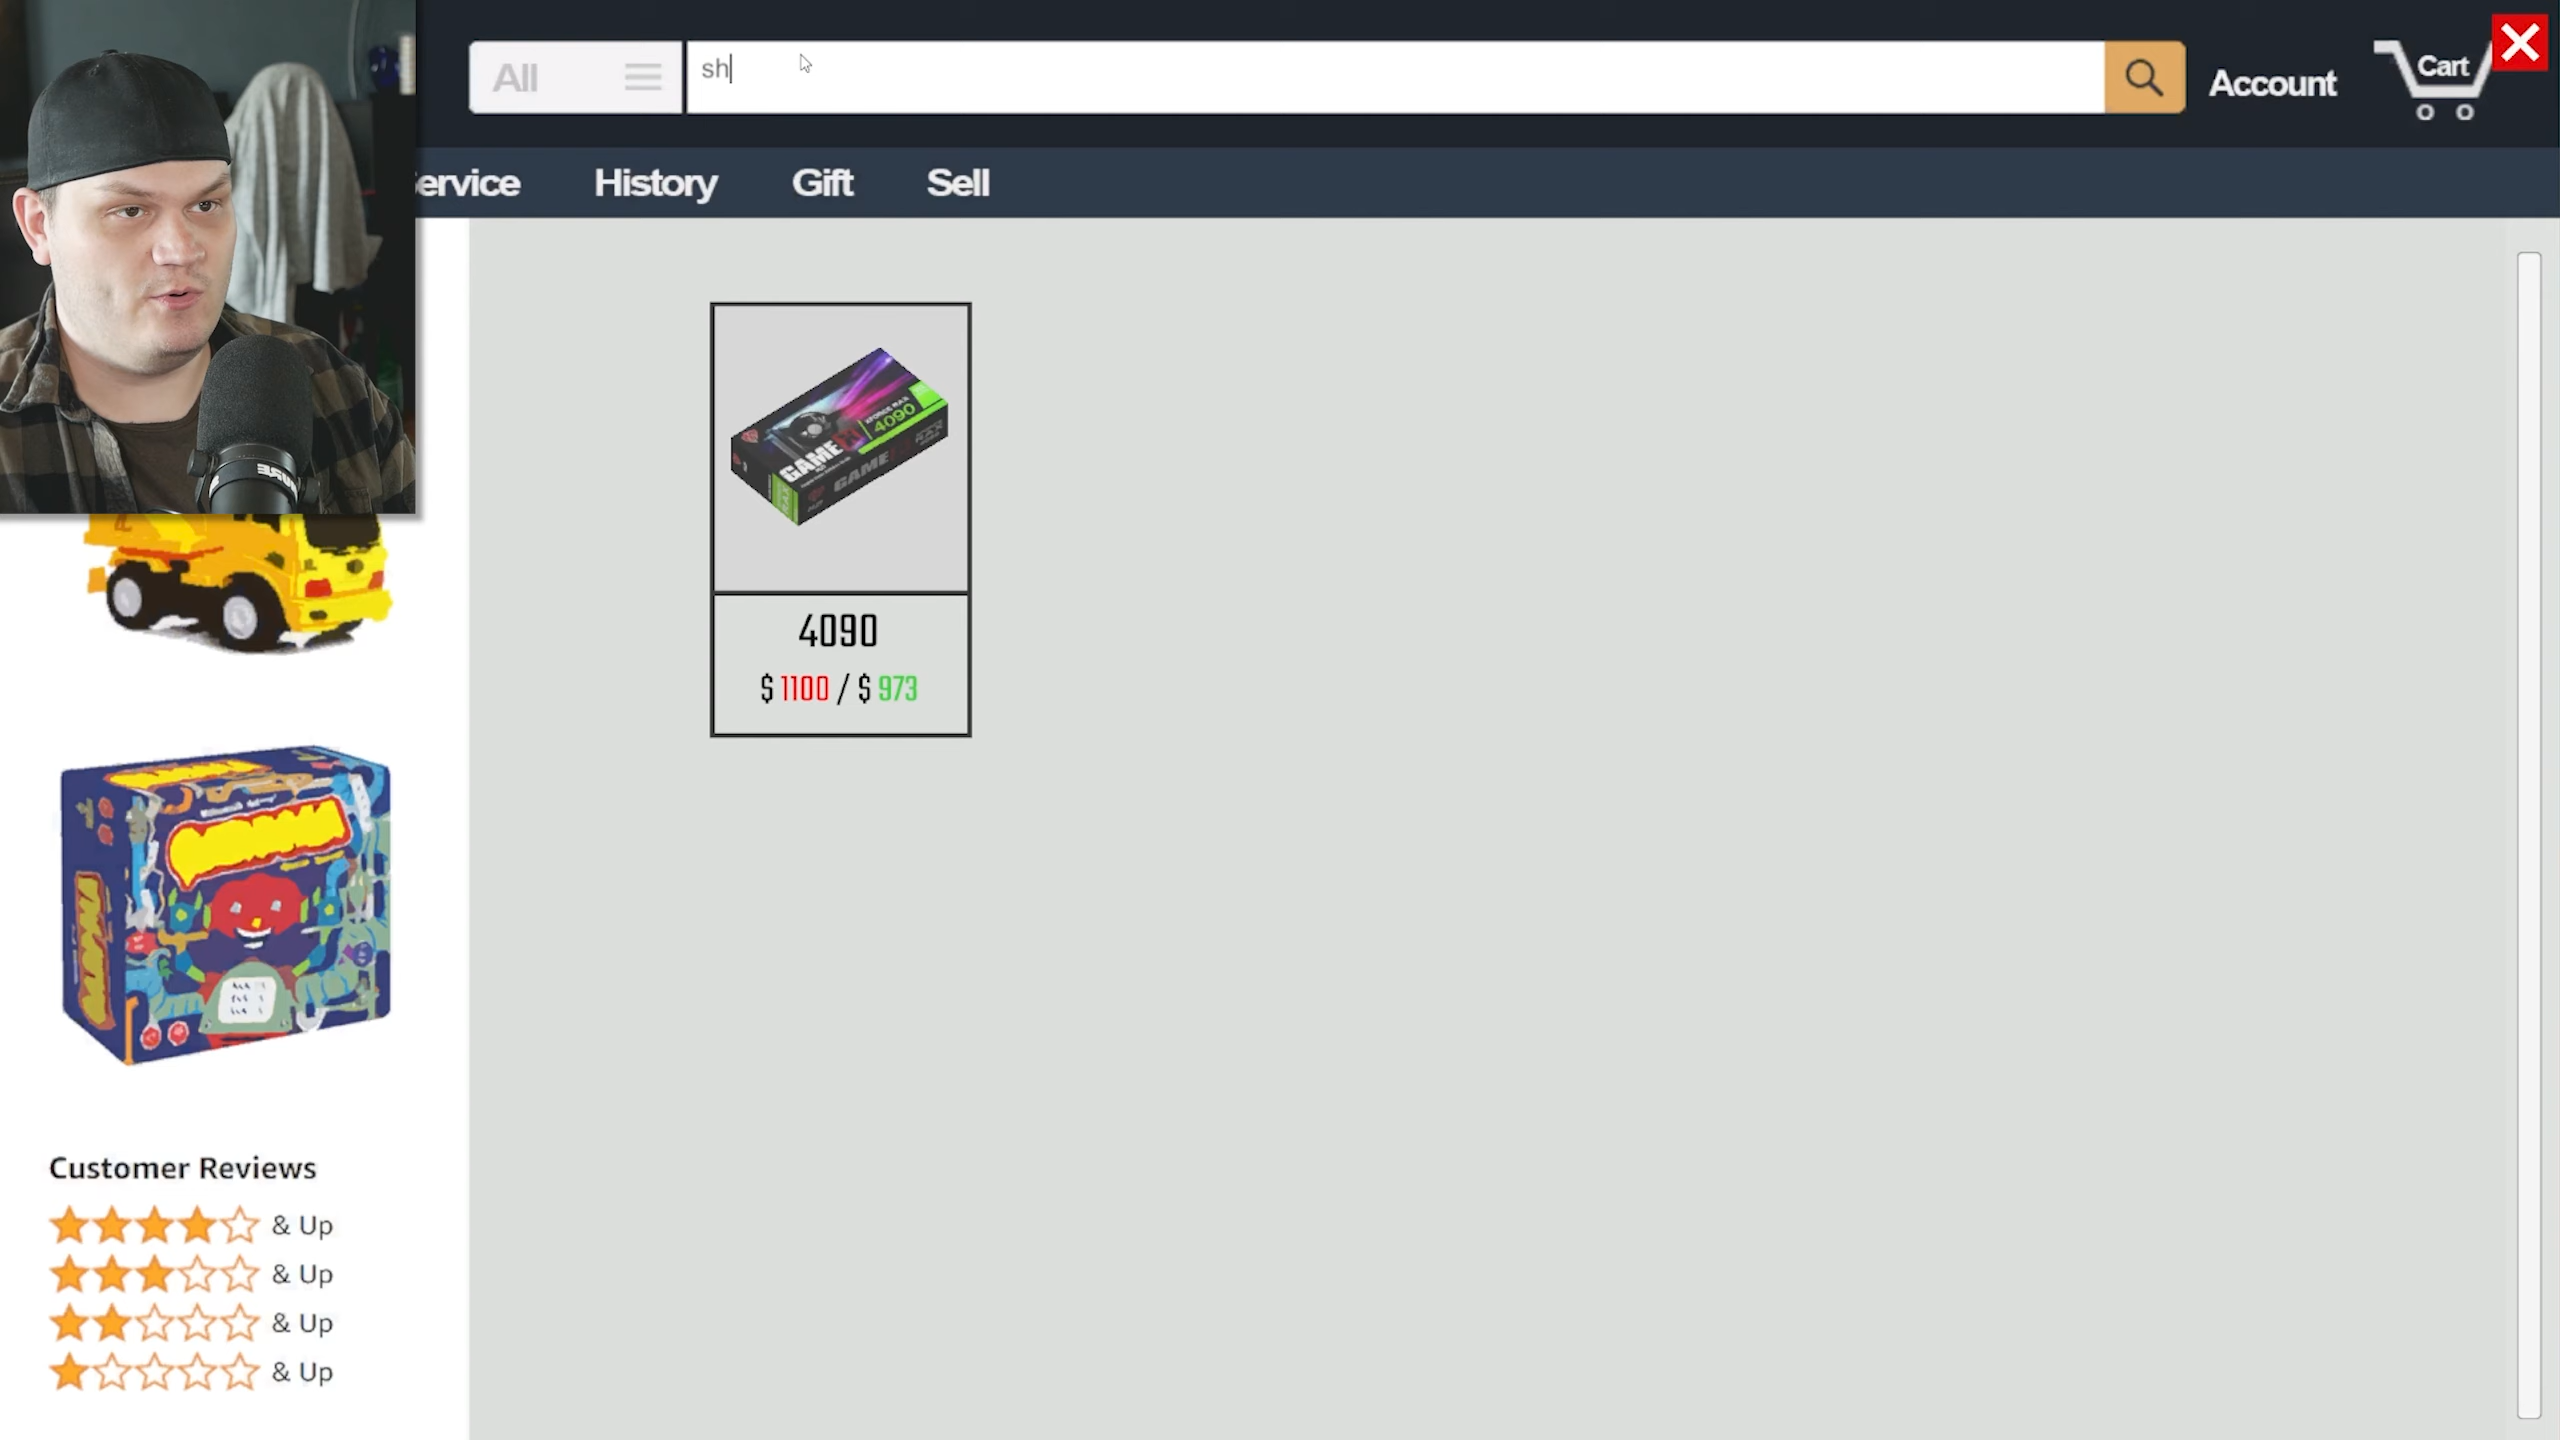 All
sh
Account
Cart
ervice
History
Gift
Sell
4090
GAME
GAME
4090
$ 1100 / $ 973
Customer Reviews
& Up
& Up
& Up
& Up